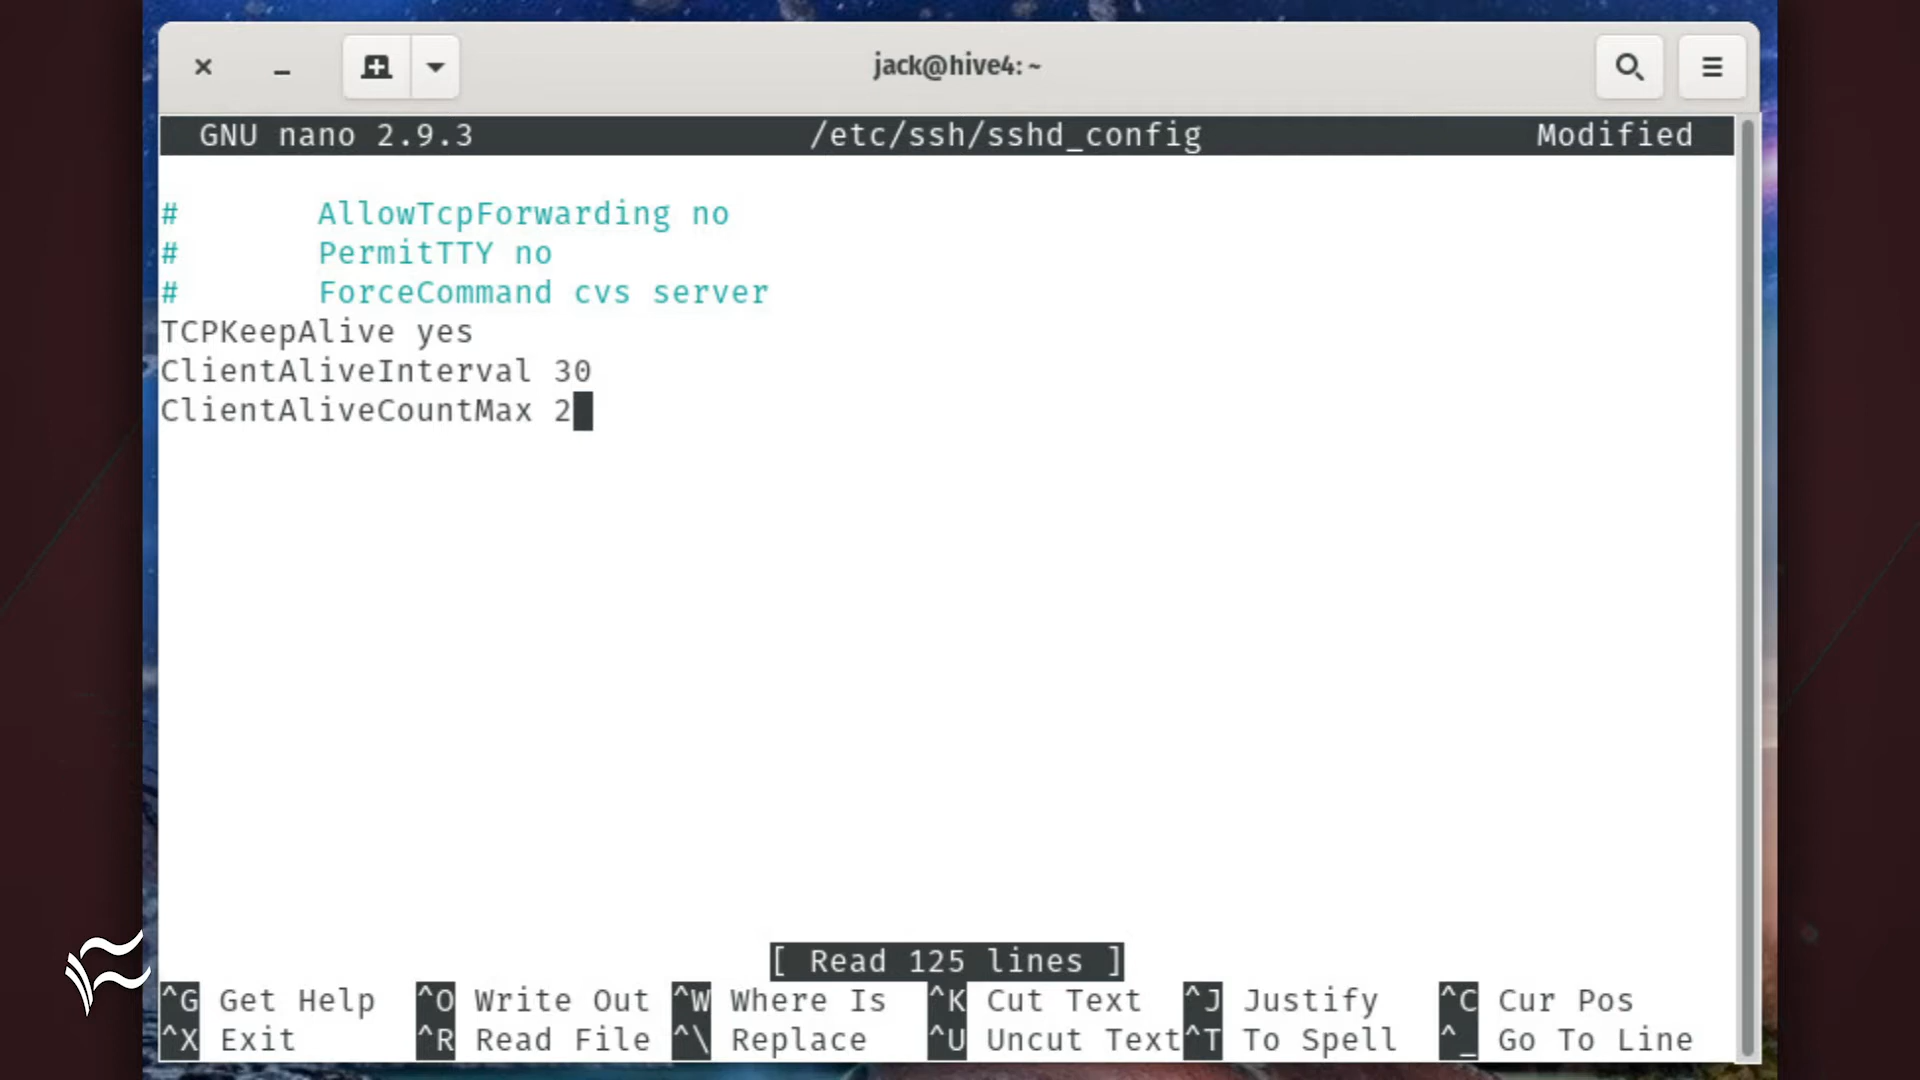 jack@hive4: ~
GNU nano 2.9.3 /etc/ssh/sshd_config Modified
# AllowTcpForwarding no
# PermitTTY no
# ForceCommand cvs server
TCPKeepAlive yes
ClientAliveInterval 30
ClientAliveCountMax 2
[ Read 125 lines ]
^G Get Help ^O Write Out ^W Where Is ^K Cut Text ^J Justify ^C Cur Pos
^X Exit ^R Read File ^\ Replace ^U Uncut Text ^T To Spell ^_ Go To Line